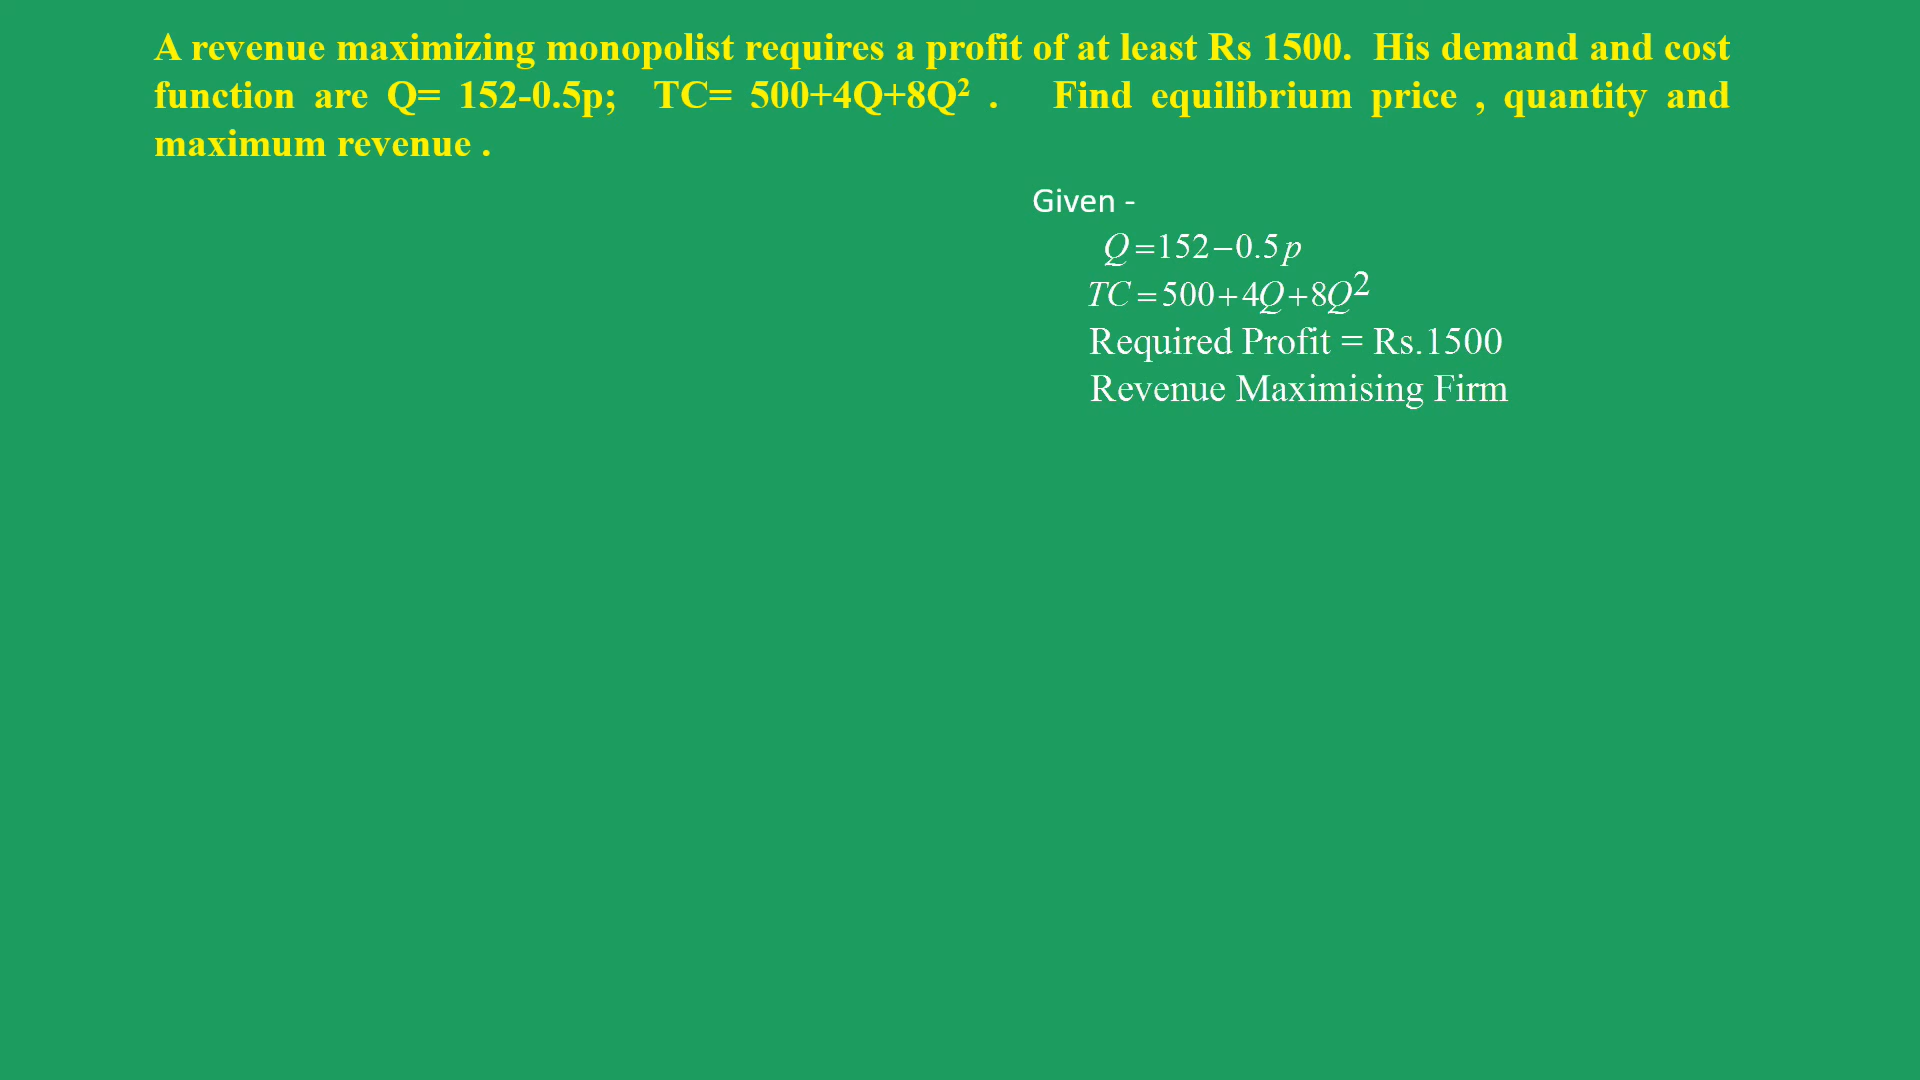 A revenue maximizing monopolist requires a profit of at least Rs 1500. His demand and cost
function are Q= 152-0.5p; TC= 500+4Q+8Q² . Find equilibrium price , quantity and
maximum revenue .
Given -
Q=152−0.5p
TC=500+4Q+8Q²
Required Profit = Rs.1500
Revenue Maximising Firm